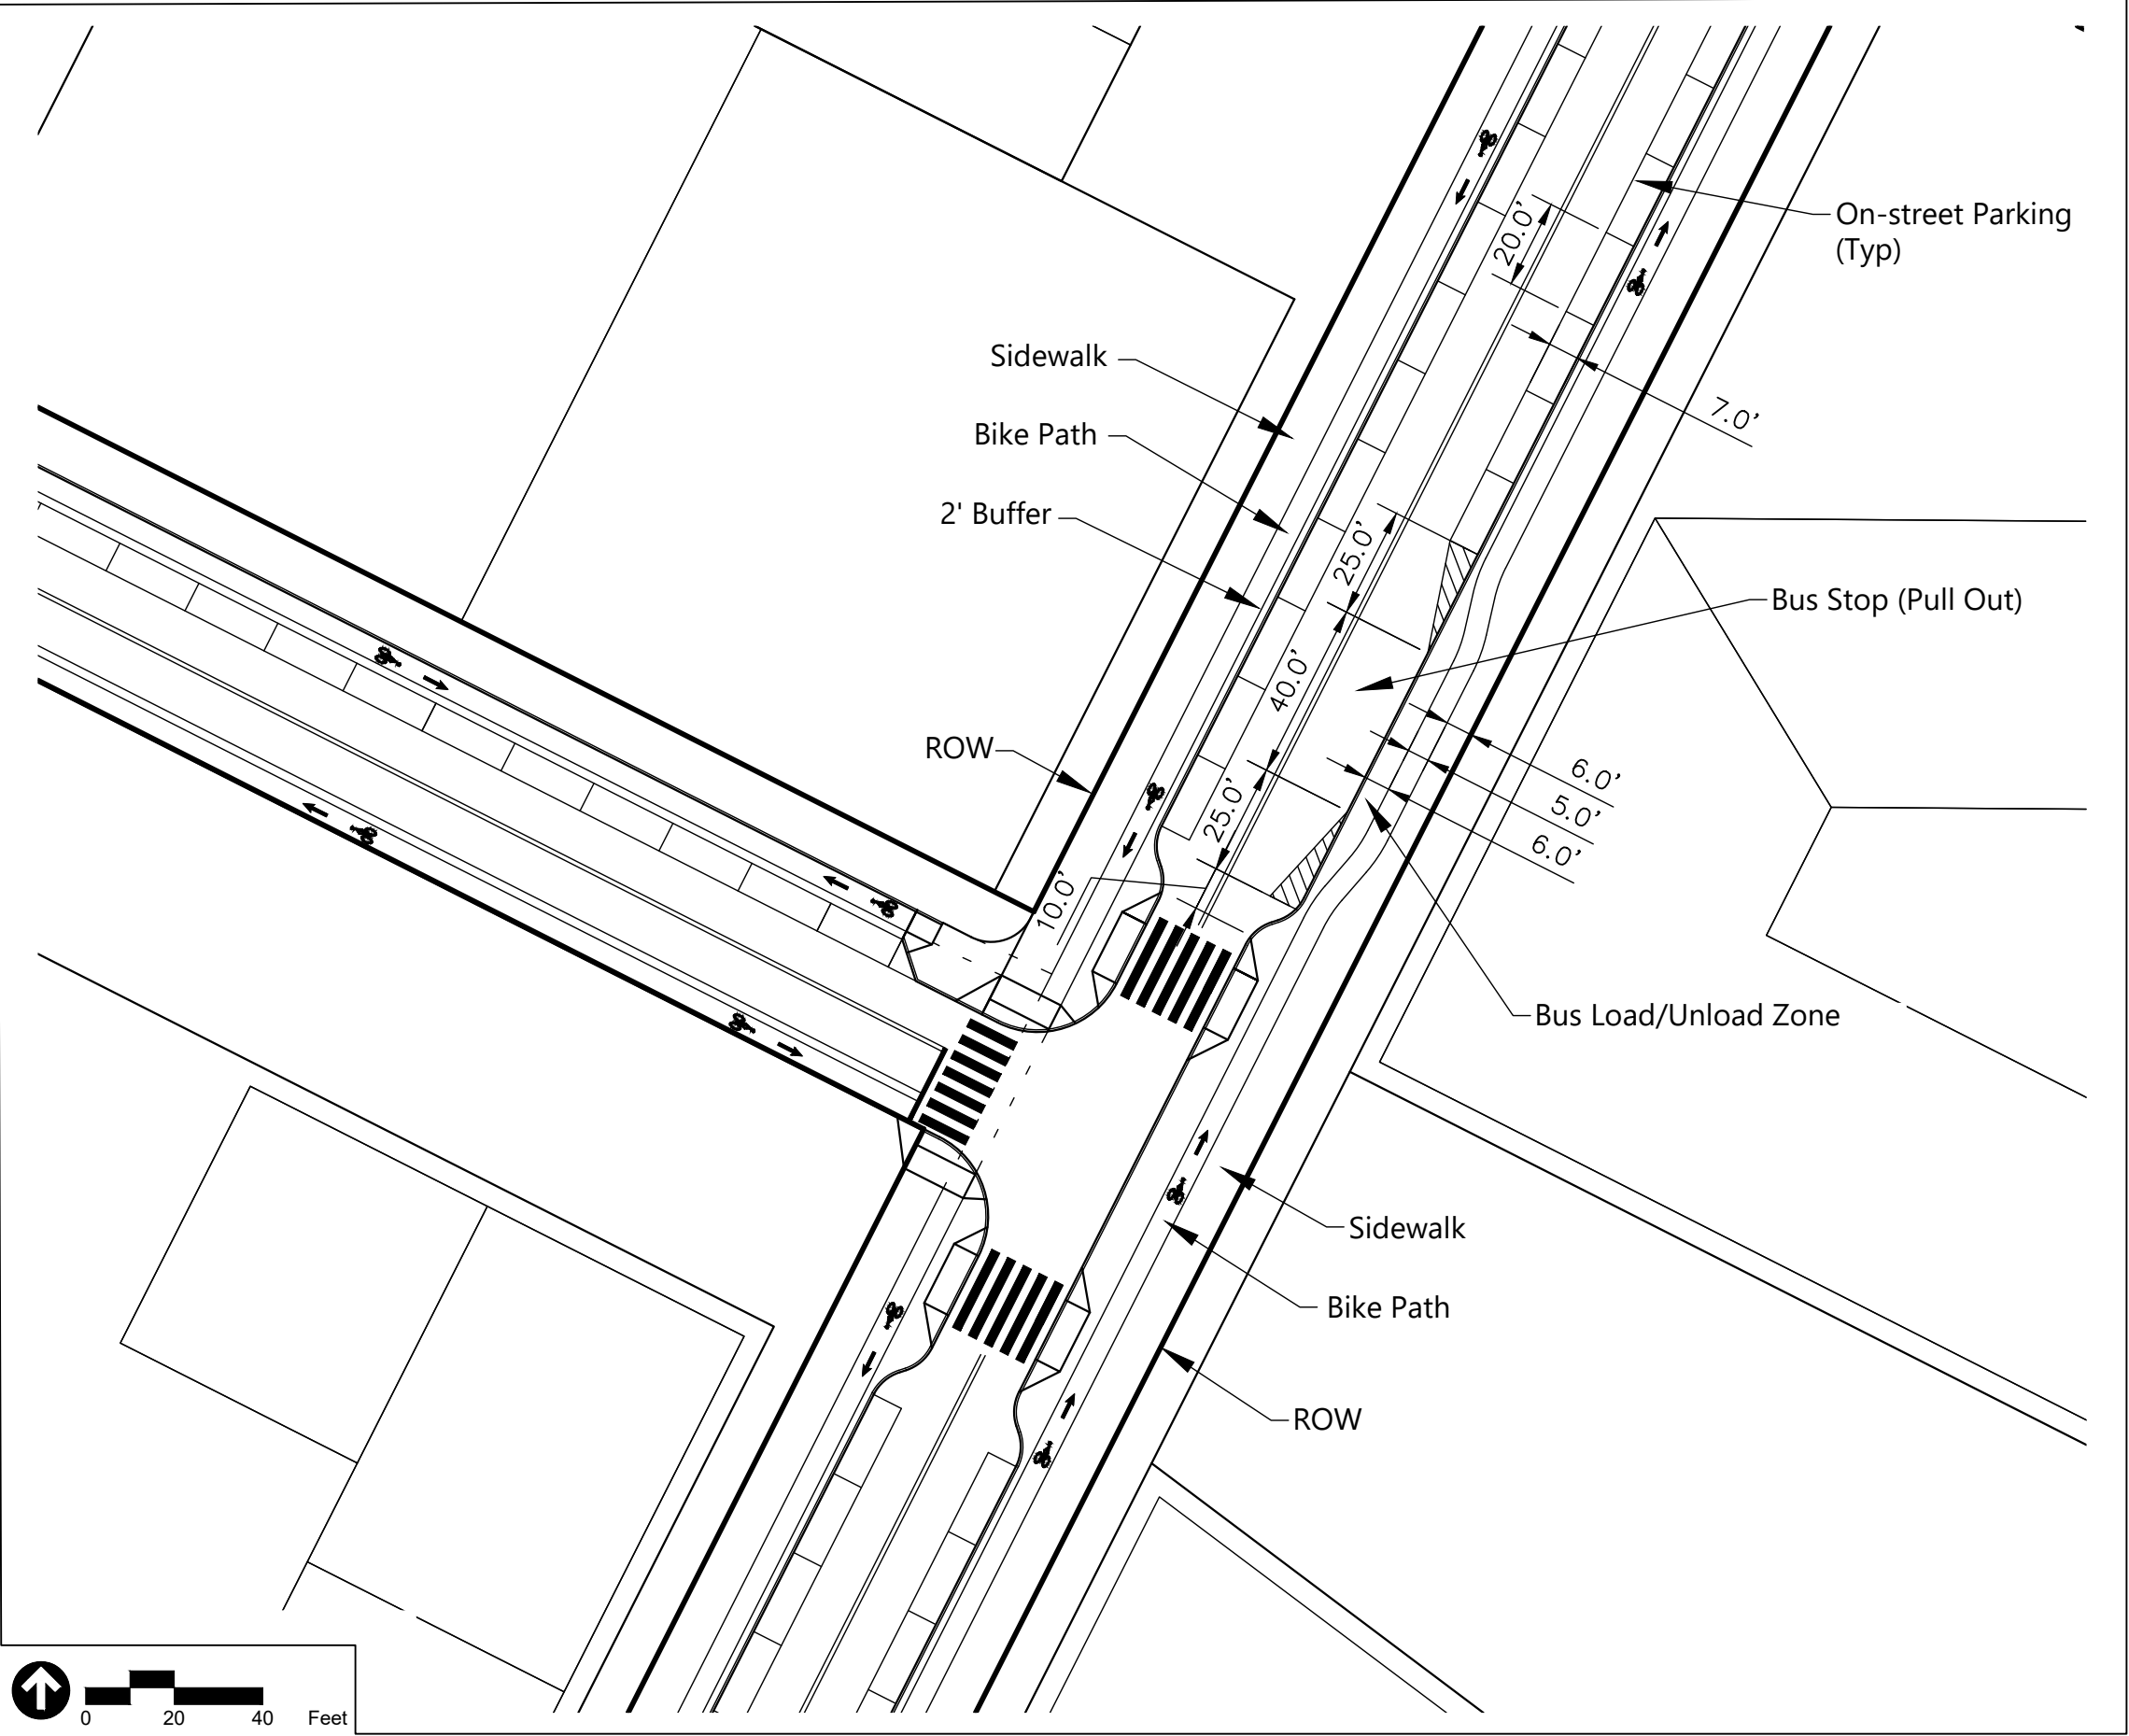 On-street Parking
(Typ)
20.0'
Sidewalk
7.0'
Bike Path
2' Buffer
25.0'
Bus Stop (Pull Out)
40.0'
ROW
6.0'
5.0'
6.0'
25.0'
10.0'
Bus Load/Unload Zone
Sidewalk
Bike Path
ROW
0 20 40 Feet